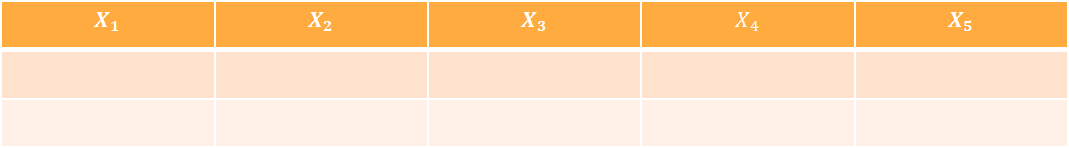 X₁ X₂ X₃ X₄ X₅